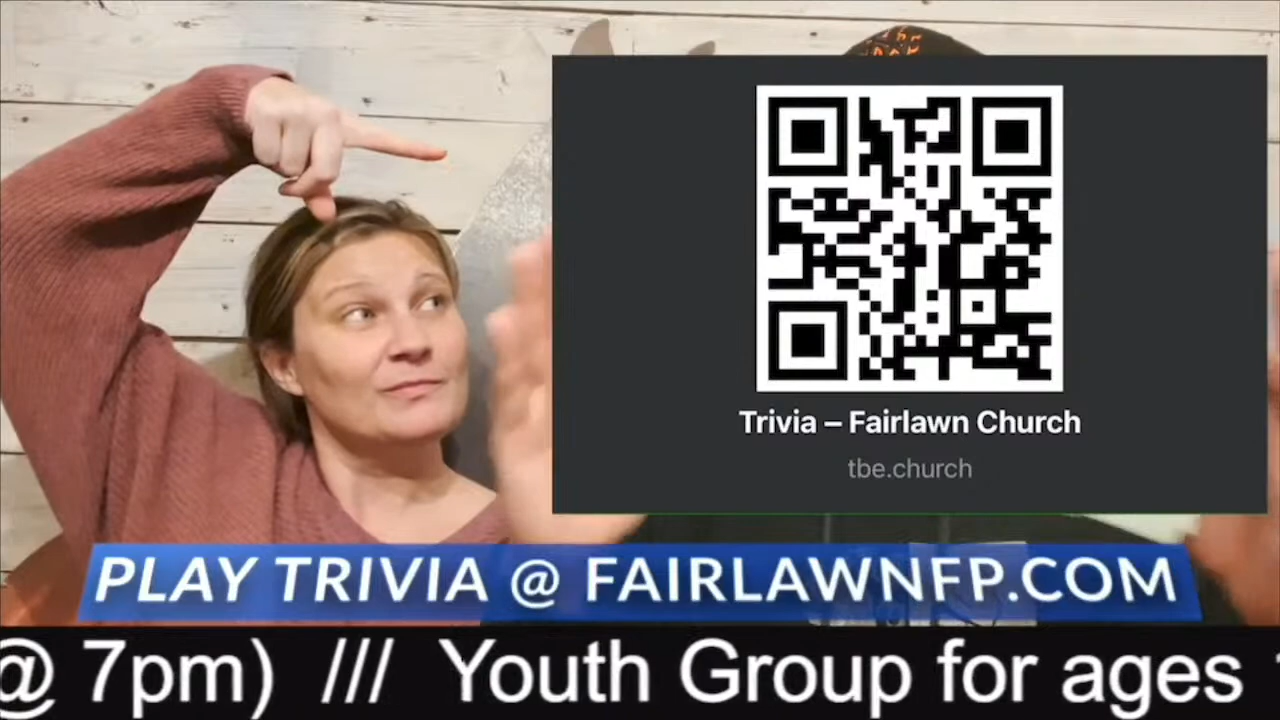 Trivia – Fairlawn Church
tbe.church
PLAY TRIVIA @ FAIRLAWNFP.COM
@ 7pm) /// Youth Group for ages